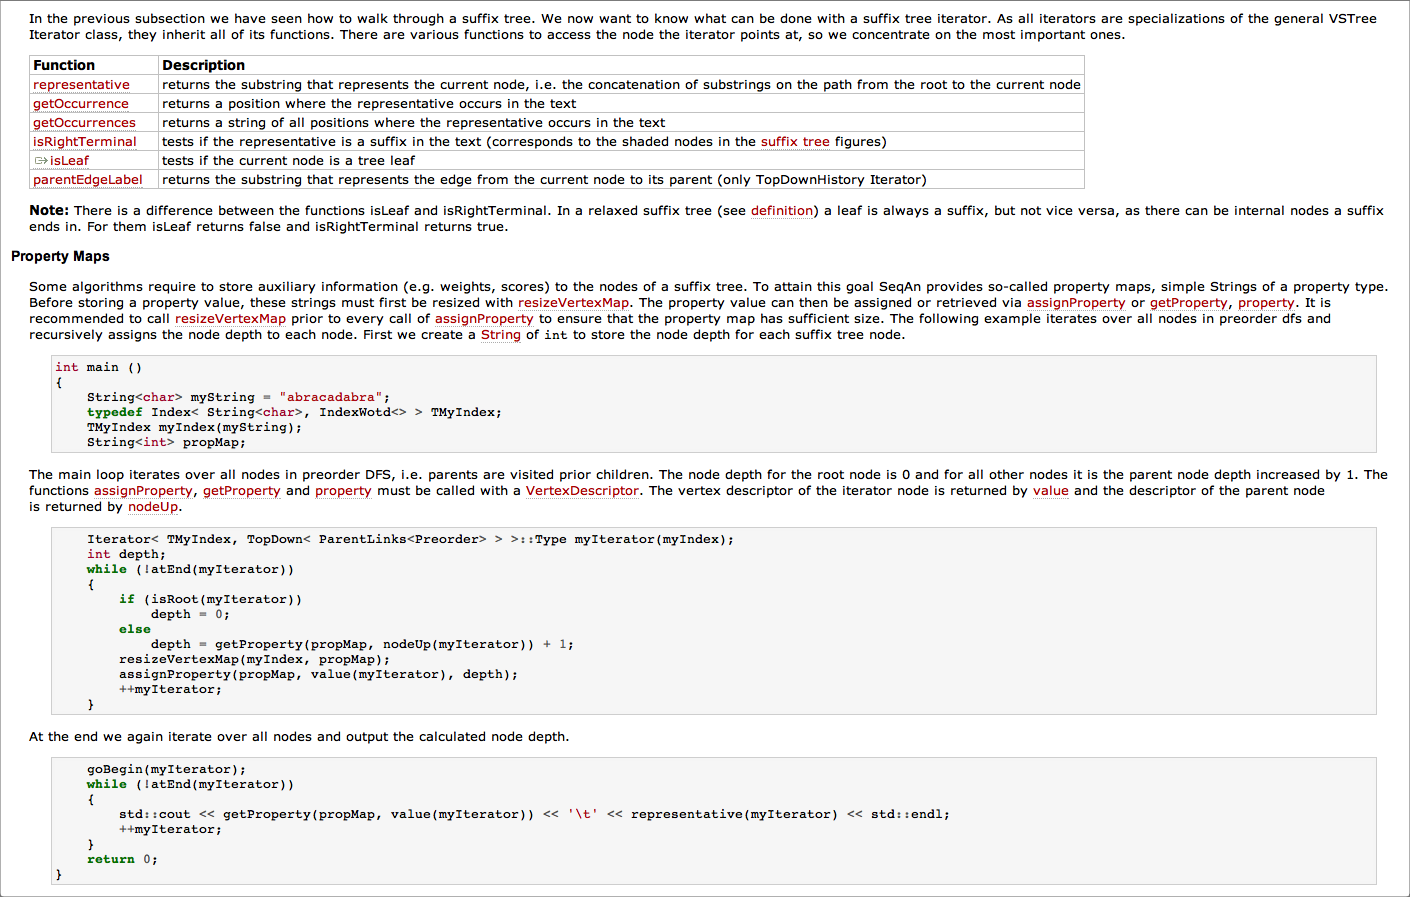 In the previous subsection we have seen how to walk through a suffix tree. We now want to know what can be done with a suffix tree iterator. As all iterators are specializations of the general VSTree
Iterator class, they inherit all of its functions. There are various functions to access the node the iterator points at, so we concentrate on the most important ones.
Function Description
representative returns the substring that represents the current node, i.e. the concatenation of substrings on the path from the root to the current node
getOccurrence returns a position where the representative occurs in the text
getOccurrences returns a string of all positions where the representative occurs in the text
isRightTerminal tests if the representative is a suffix in the text (corresponds to the shaded nodes in the suffix tree figures)
isLeaf tests if the current node is a tree leaf
parentEdgeLabel returns the substring that represents the edge from the current node to its parent (only TopDownHistory Iterator)
Note: There is a difference between the functions isLeaf and isRightTerminal. In a relaxed suffix tree (see definition) a leaf is always a suffix, but not vice versa, as there can be internal nodes a suffix
ends in. For them isLeaf returns false and isRightTerminal returns true.
Property Maps
Some algorithms require to store auxiliary information (e.g. weights, scores) to the nodes of a suffix tree. To attain this goal SeqAn provides so-called property maps, simple Strings of a property type.
Before storing a property value, these strings must first be resized with resizeVertexMap. The property value can then be assigned or retrieved via assignProperty or getProperty, property. It is
recommended to call resizeVertexMap prior to every call of assignProperty to ensure that the property map has sufficient size. The following example iterates over all nodes in preorder dfs and
recursively assigns the node depth to each node. First we create a String of int to store the node depth for each suffix tree node.
int main ()
{
    String<char> myString = "abracadabra";
    typedef Index< String<char>, IndexWotd<> > TMyIndex;
    TMyIndex myIndex(myString);
    String<int> propMap;
The main loop iterates over all nodes in preorder DFS, i.e. parents are visited prior children. The node depth for the root node is 0 and for all other nodes it is the parent node depth increased by 1. The
functions assignProperty, getProperty and property must be called with a VertexDescriptor. The vertex descriptor of the iterator node is returned by value and the descriptor of the parent node
is returned by nodeUp.
    Iterator< TMyIndex, TopDown< ParentLinks<Preorder> > >::Type myIterator(myIndex);
    int depth;
    while (!atEnd(myIterator))
    {
        if (isRoot(myIterator))
            depth = 0;
        else
            depth = getProperty(propMap, nodeUp(myIterator)) + 1;
        resizeVertexMap(myIndex, propMap);
        assignProperty(propMap, value(myIterator), depth);
        ++myIterator;
    }
At the end we again iterate over all nodes and output the calculated node depth.
    goBegin(myIterator);
    while (!atEnd(myIterator))
    {
        std::cout << getProperty(propMap, value(myIterator)) << '\t' << representative(myIterator) << std::endl;
        ++myIterator;
    }
    return 0;
}